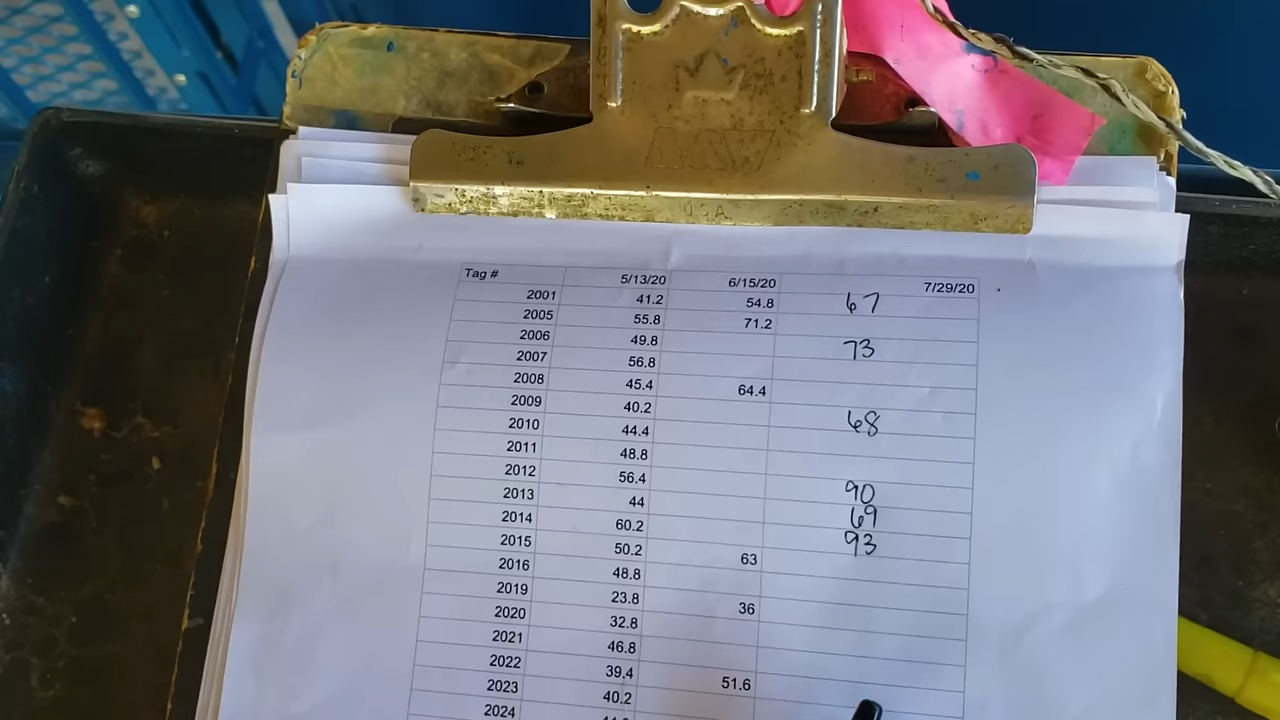 USA
Tag # 5/13/20 6/15/20 7/29/20
2001 41.2 54.8 67
2005 55.8 71.2
2006 49.8 73
2007 56.8
2008 45.4 64.4
2009 40.2 68
2010 44.4
2011 48.8
2012 56.4 90
2013 44 69
2014 60.2 93
2015 50.2 63
2016 48.8
2019 23.8 36
2020 32.8
2021 46.8
2022 39.4 51.6
2023 40.2
2024